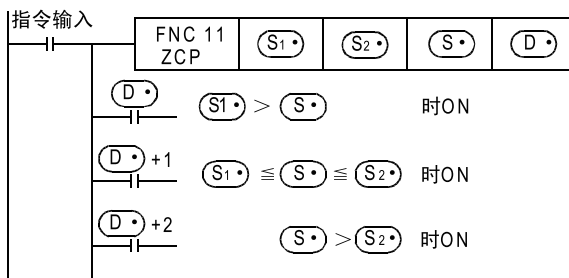 指令输入
FNC 11 ZCP S1• S2• S• D•
D• S1• > S• 时ON
D• +1 S1• ≦ S• ≦ S2• 时ON
D• +2 S• > S2• 时ON